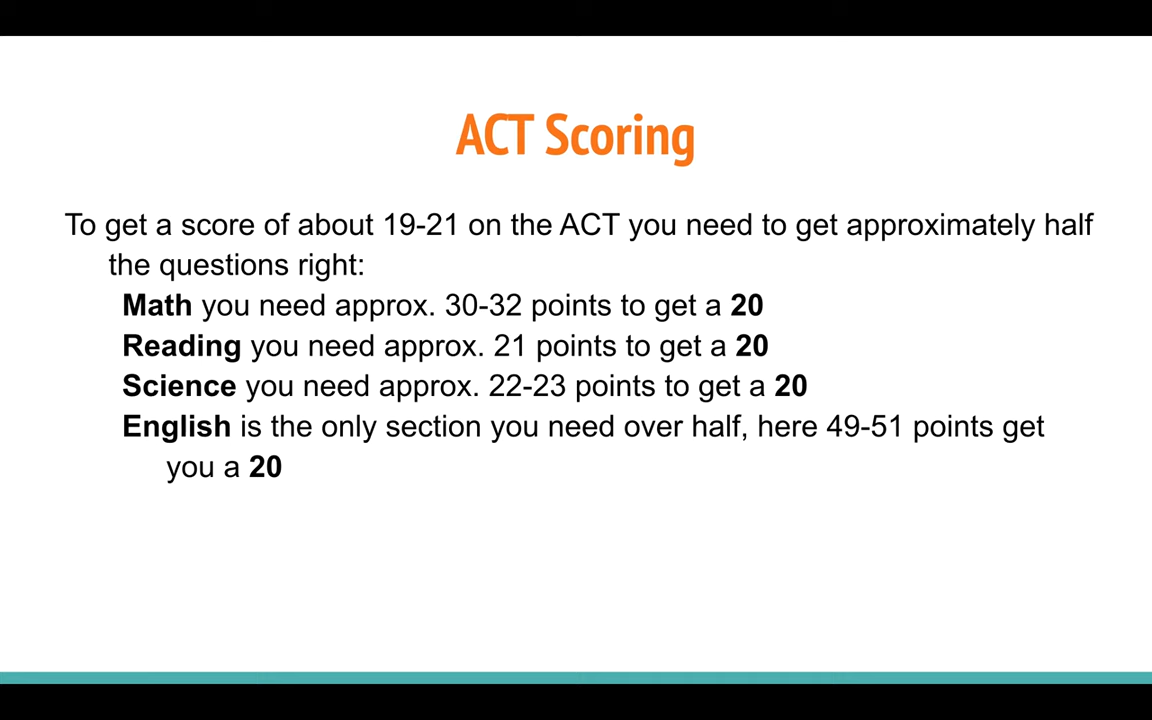 ACT Scoring
To get a score of about 19-21 on the ACT you need to get approximately half
the questions right:
Math you need approx. 30-32 points to get a 20
Reading you need approx. 21 points to get a 20
Science you need approx. 22-23 points to get a 20
English is the only section you need over half, here 49-51 points get
you a 20